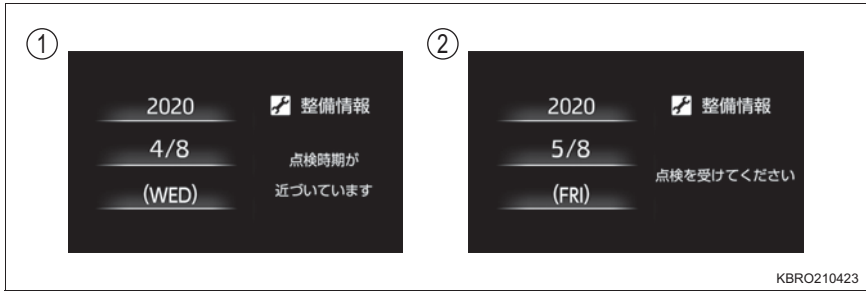 ①
2020
4/8
(WED)
整備情報
点検時期が
近づいています
②
2020
5/8
(FRI)
整備情報
点検を受けてください
KBRO210423